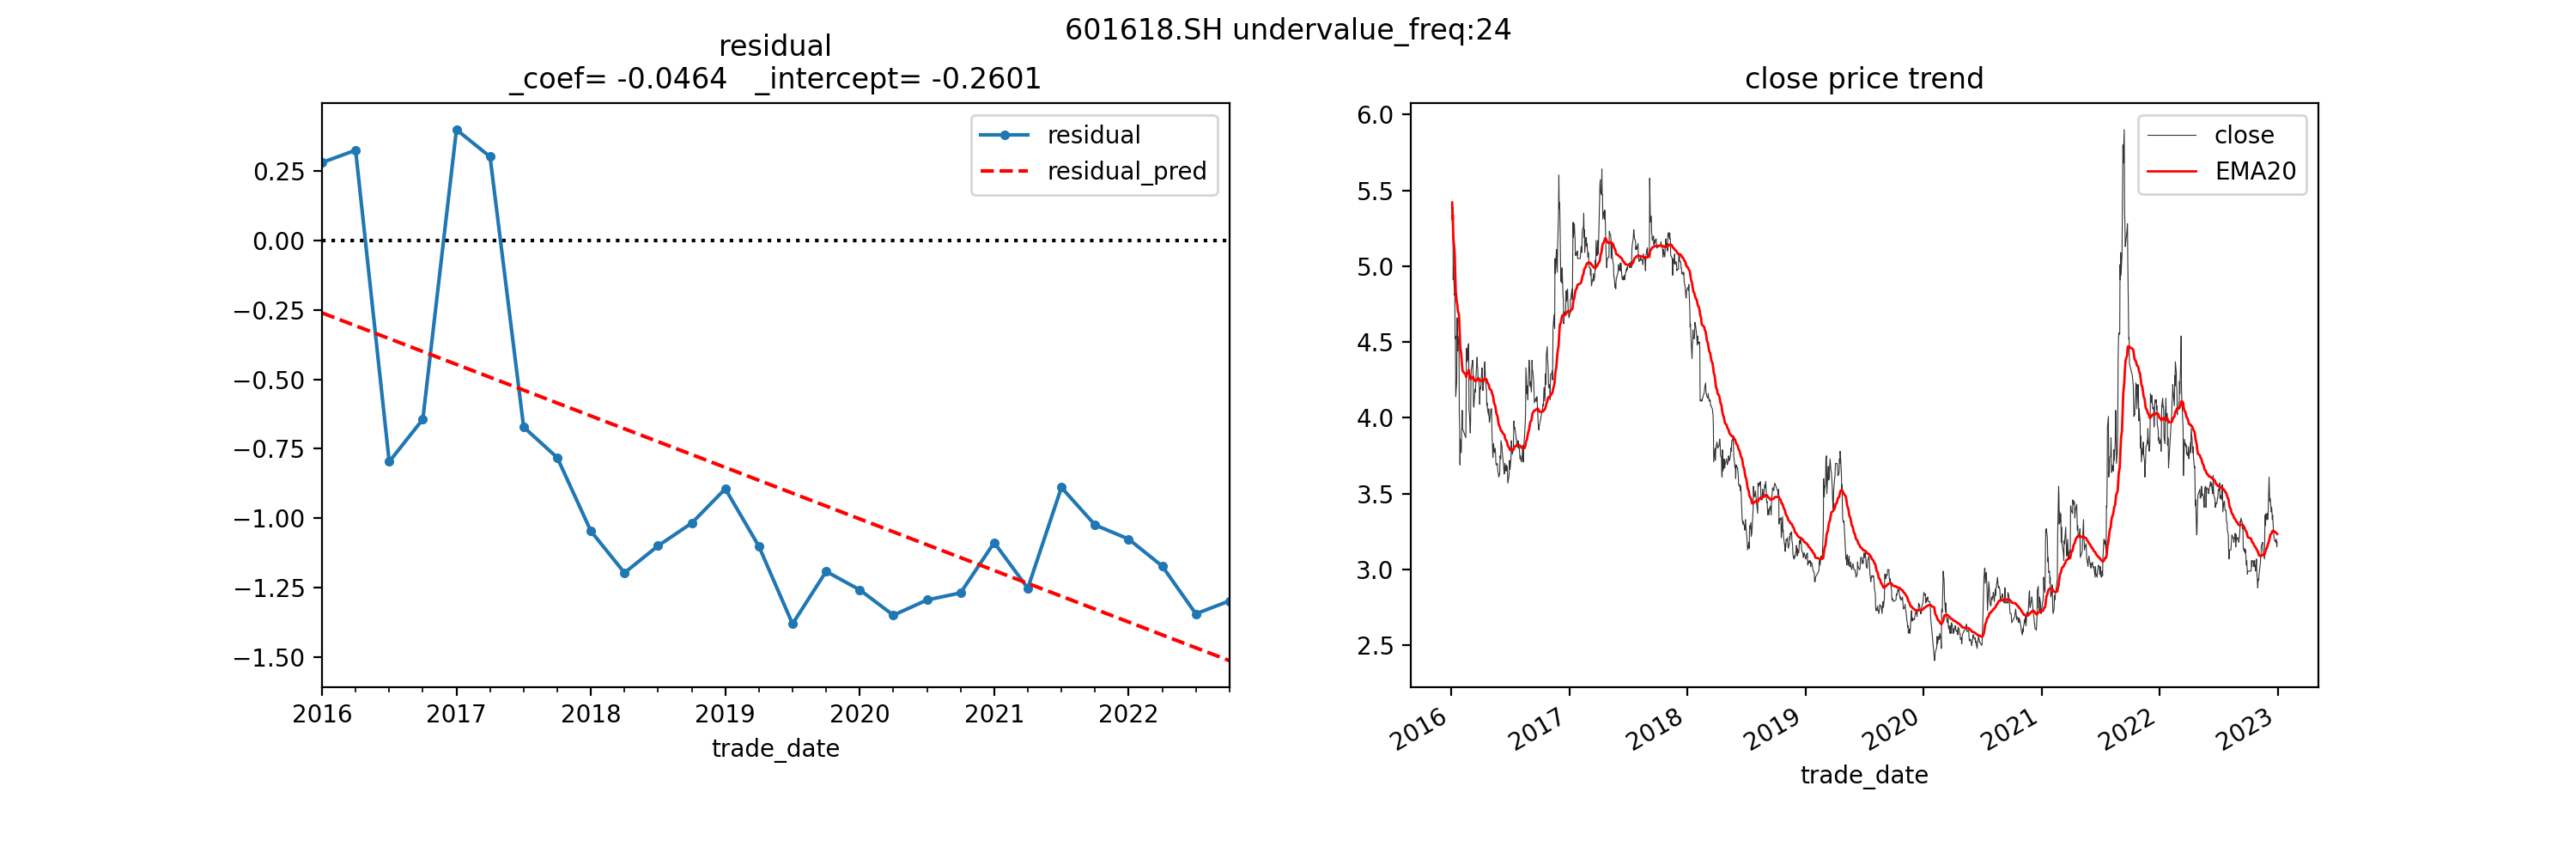 601618.SH undervalue_freq:24
residual
_coef= -0.0464 _intercept= -0.2601
residual
residual_pred
0.25
0.00
−0.25
−0.50
−0.75
−1.00
−1.25
−1.50
2016 2017 2018 2019 2020 2021 2022
trade_date
close price trend
close
EMA20
6.0
5.5
5.0
4.5
4.0
3.5
3.0
2.5
2016 2017 2018 2019 2020 2021 2022 2023
trade_date